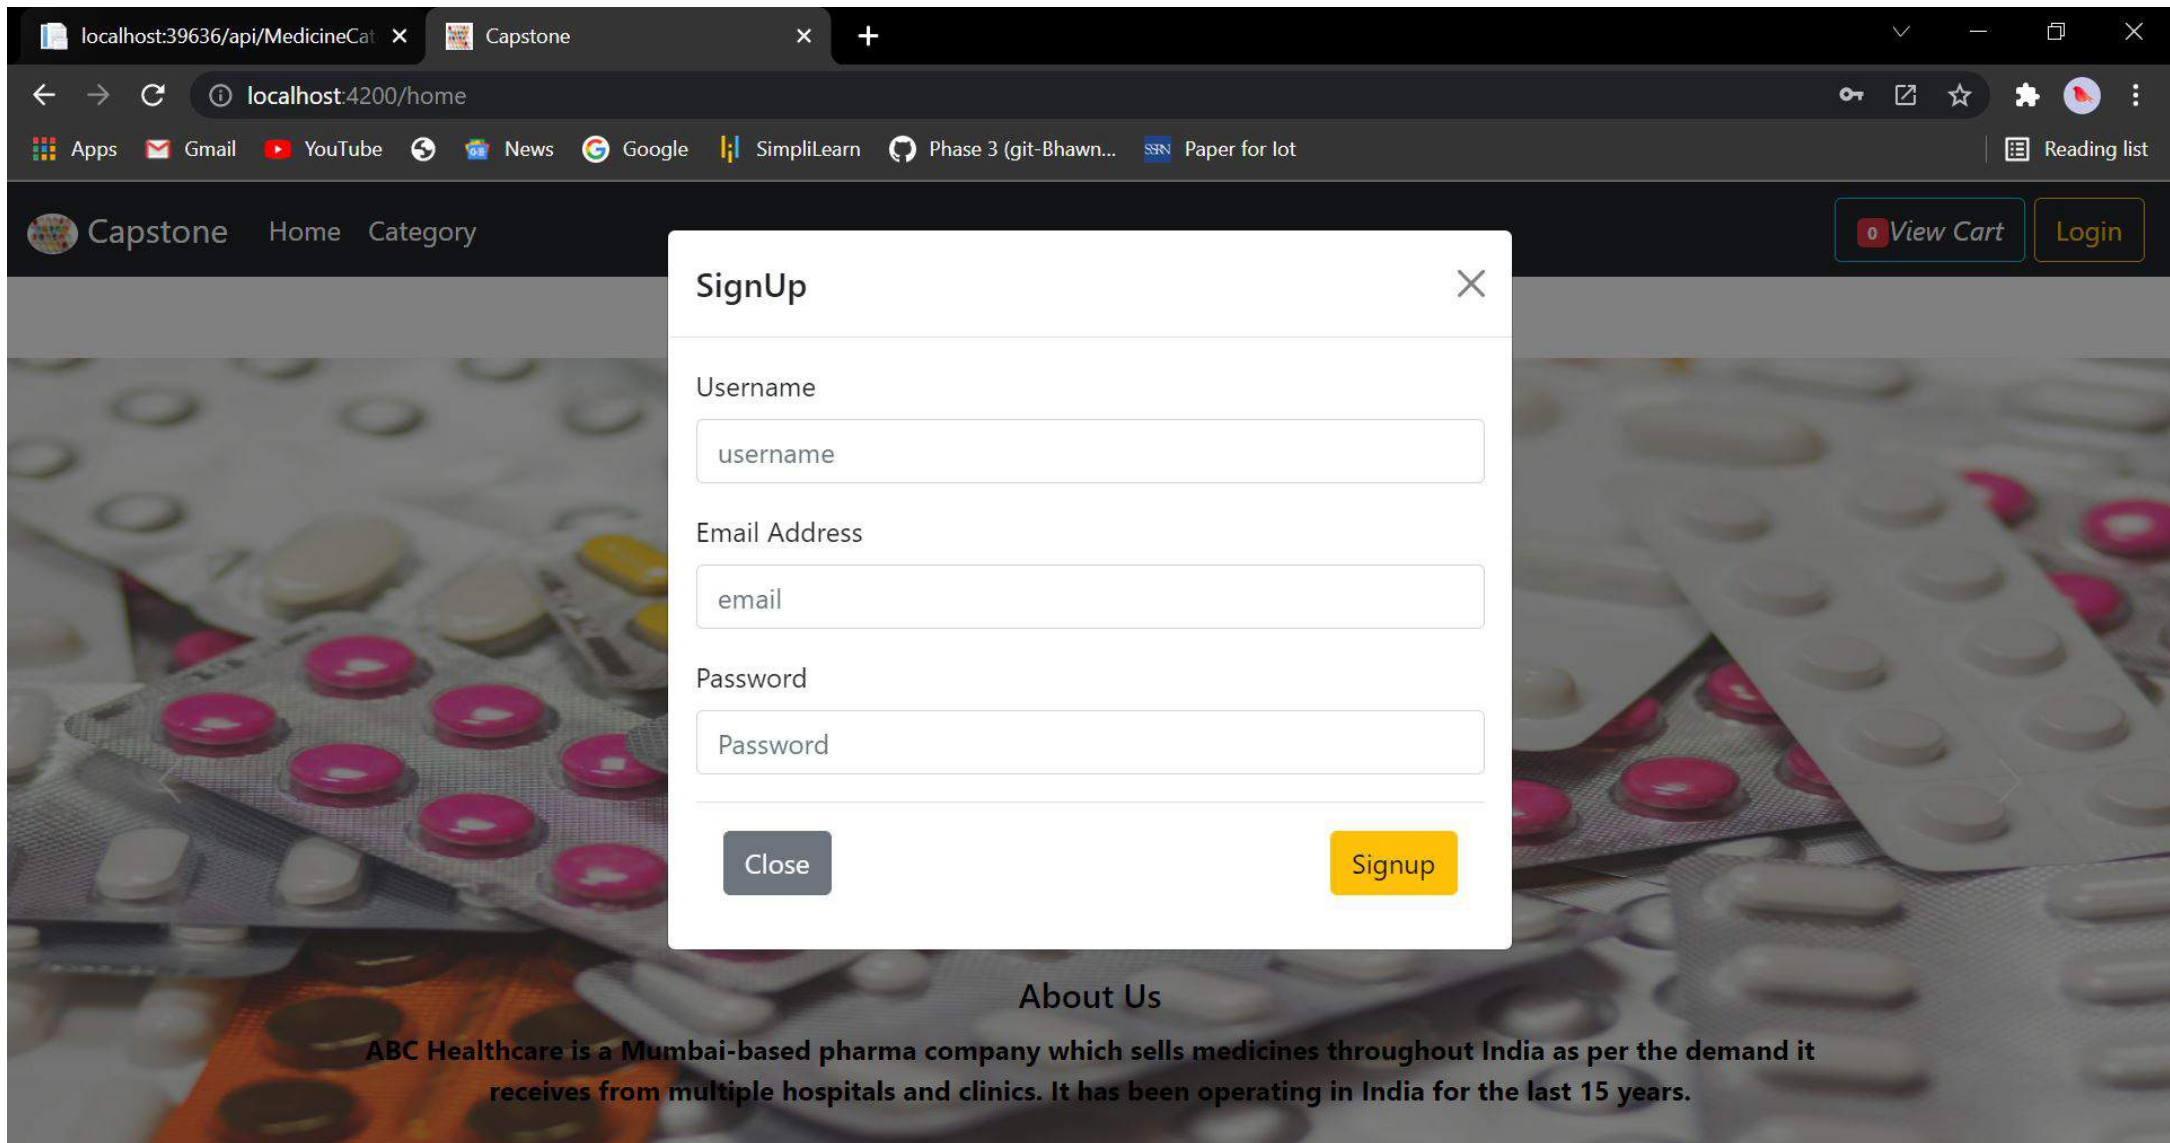 localhost:39636/api/MedicineCat
Capstone
localhost:4200/home
Apps Gmail YouTube News Google SimpliLearn Phase 3 (git-Bhawn... SSRN Paper for Iot Reading list
Capstone Home Category 0 View Cart Login
SignUp
Username
username
Email Address
email
Password
Password
Close Signup
About Us
ABC Healthcare is a Mumbai-based pharma company which sells medicines throughout India as per the demand it
receives from multiple hospitals and clinics. It has been operating in India for the last 15 years.